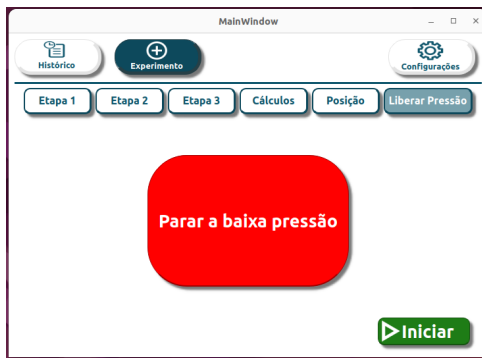 MainWindow
Histórico
Experimento
Configurações
Etapa 1
Etapa 2
Etapa 3
Cálculos
Posição
Liberar Pressão
Parar a baixa pressão
Iniciar